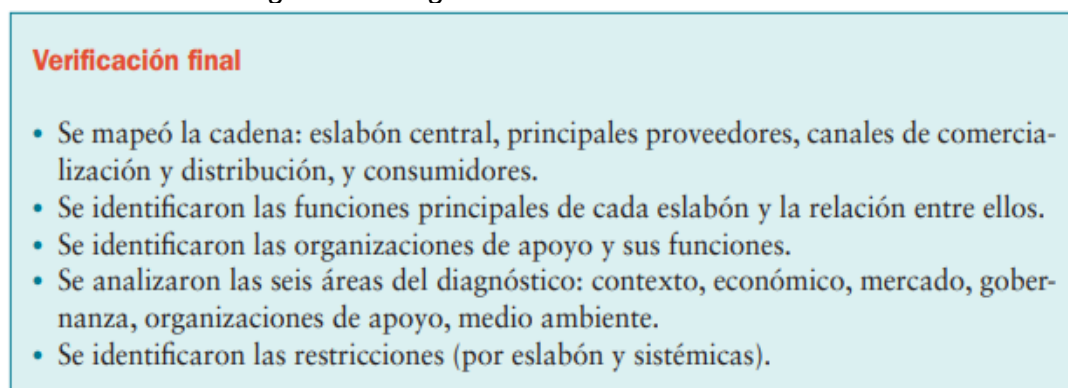 Verificación final
• Se mapeó la cadena: eslabón central, principales proveedores, canales de comercia-
lización y distribución, y consumidores.
• Se identificaron las funciones principales de cada eslabón y la relación entre ellos.
• Se identificaron las organizaciones de apoyo y sus funciones.
• Se analizaron las seis áreas del diagnóstico: contexto, económico, mercado, gober-
nanza, organizaciones de apoyo, medio ambiente.
• Se identificaron las restricciones (por eslabón y sistémicas).